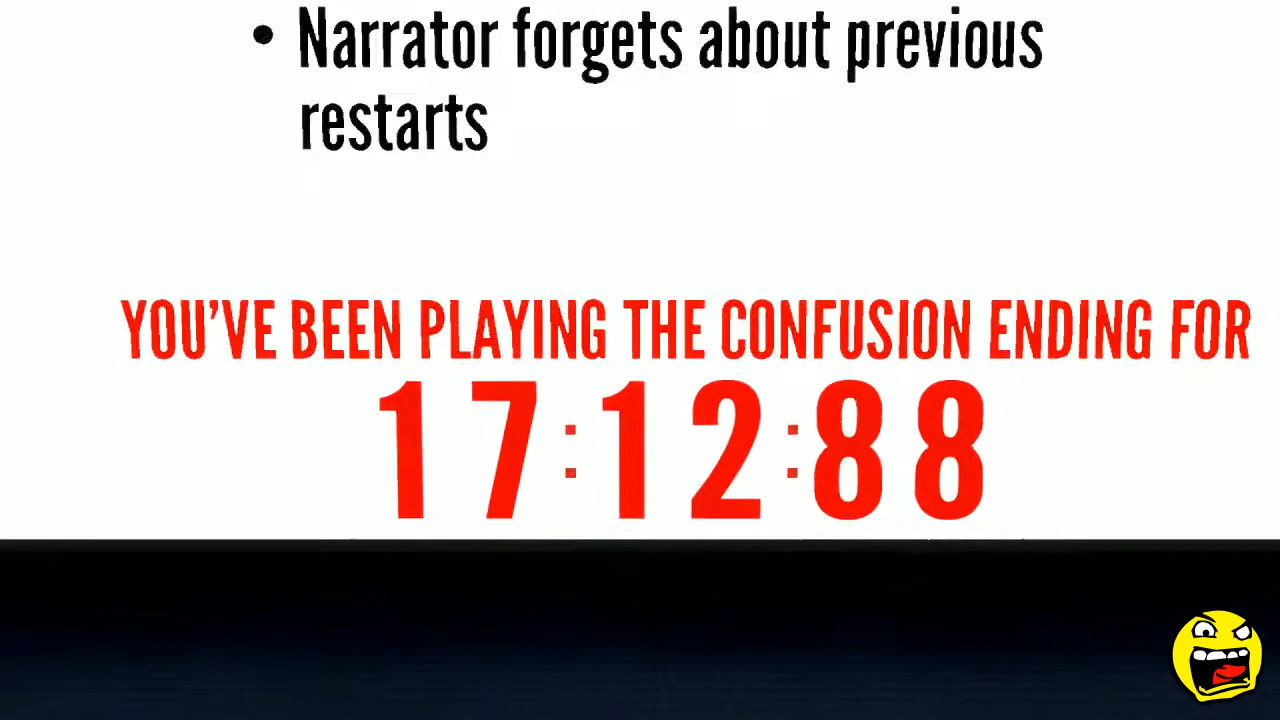 • Narrator forgets about previous
restarts
YOU'VE BEEN PLAYING THE CONFUSION ENDING FOR
17:12:88